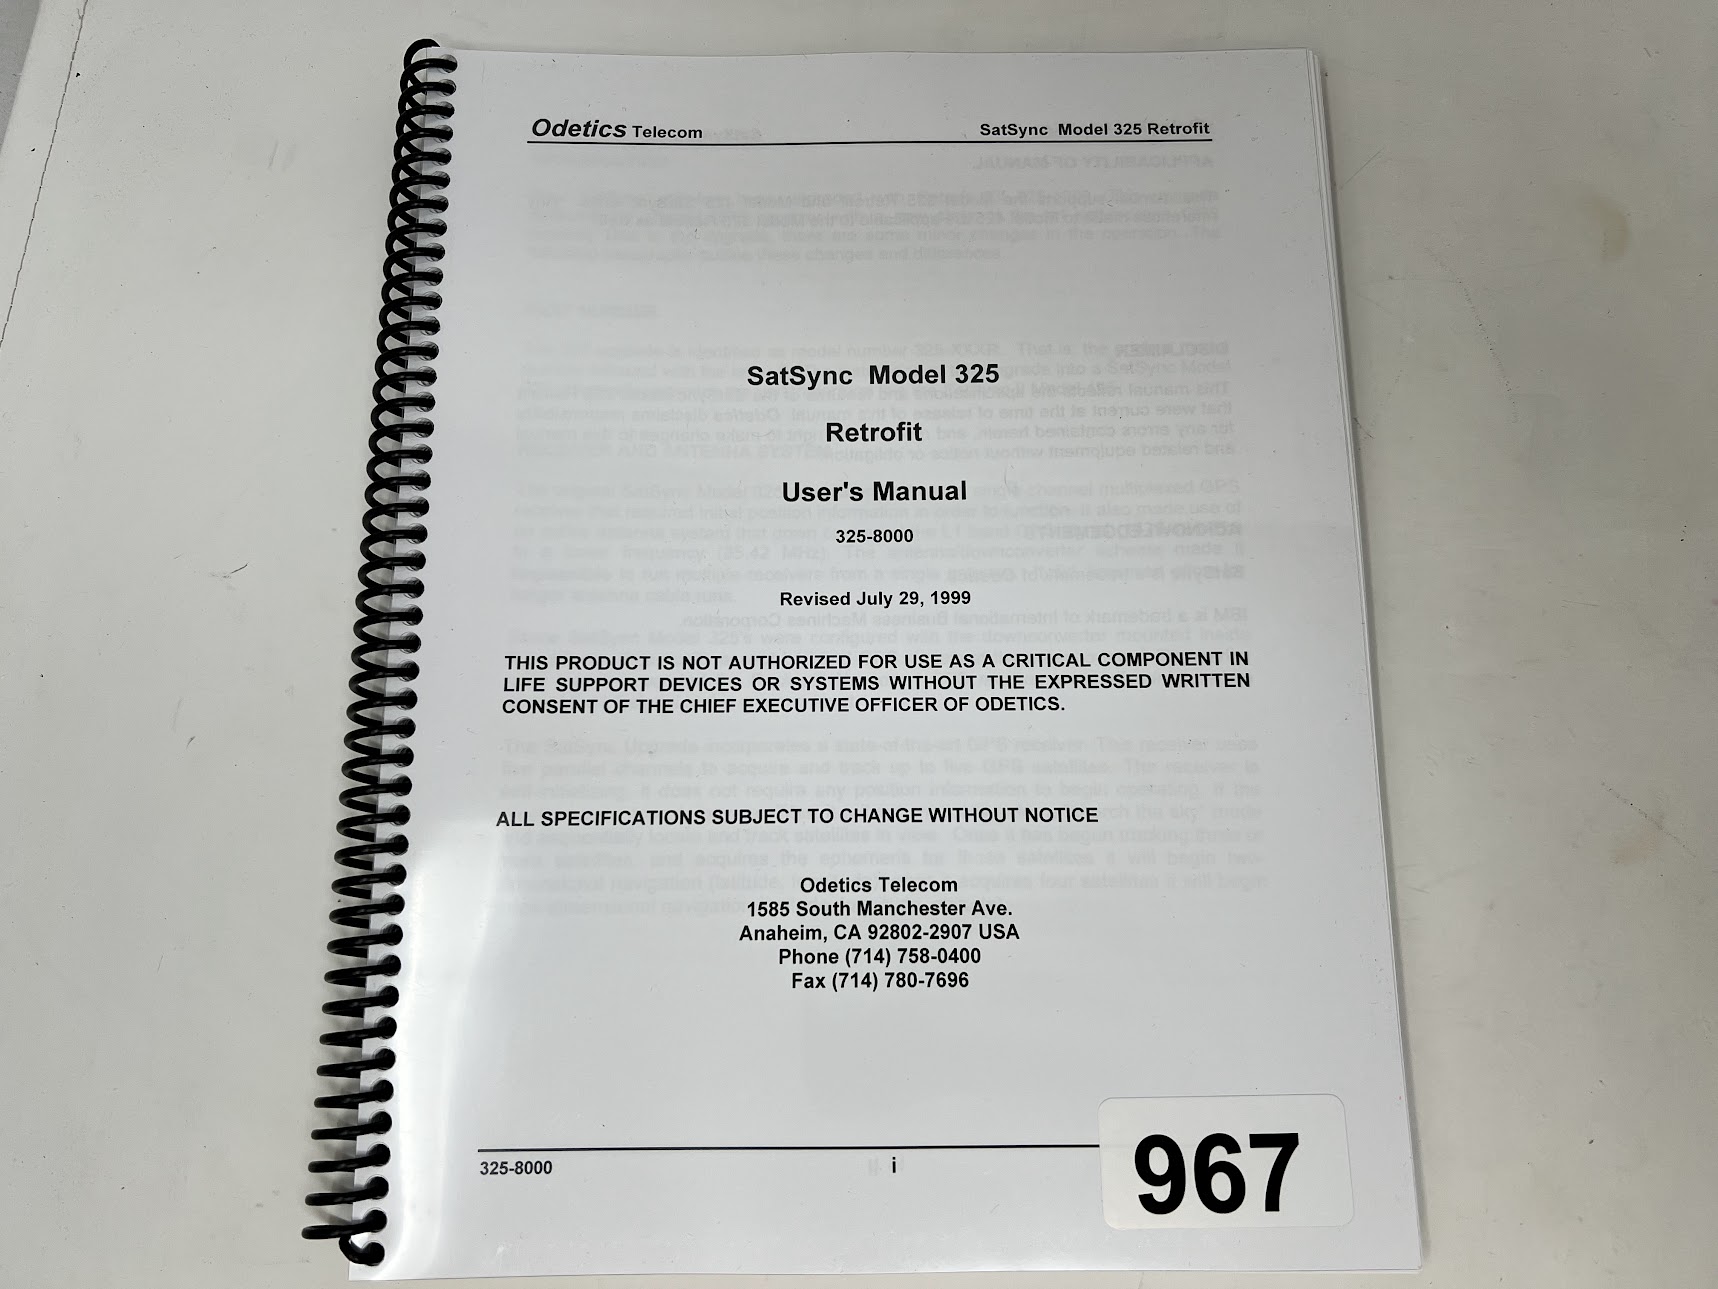 Odetics Telecom SatSync Model 325 Retrofit
SatSync Model 325
Retrofit
User's Manual
325-8000
Revised July 29, 1999
THIS PRODUCT IS NOT AUTHORIZED FOR USE AS A CRITICAL COMPONENT IN
LIFE SUPPORT DEVICES OR SYSTEMS WITHOUT THE EXPRESSED WRITTEN
CONSENT OF THE CHIEF EXECUTIVE OFFICER OF ODETICS.
ALL SPECIFICATIONS SUBJECT TO CHANGE WITHOUT NOTICE
Odetics Telecom
1585 South Manchester Ave.
Anaheim, CA 92802-2907 USA
Phone (714) 758-0400
Fax (714) 780-7696
325-8000 i
967